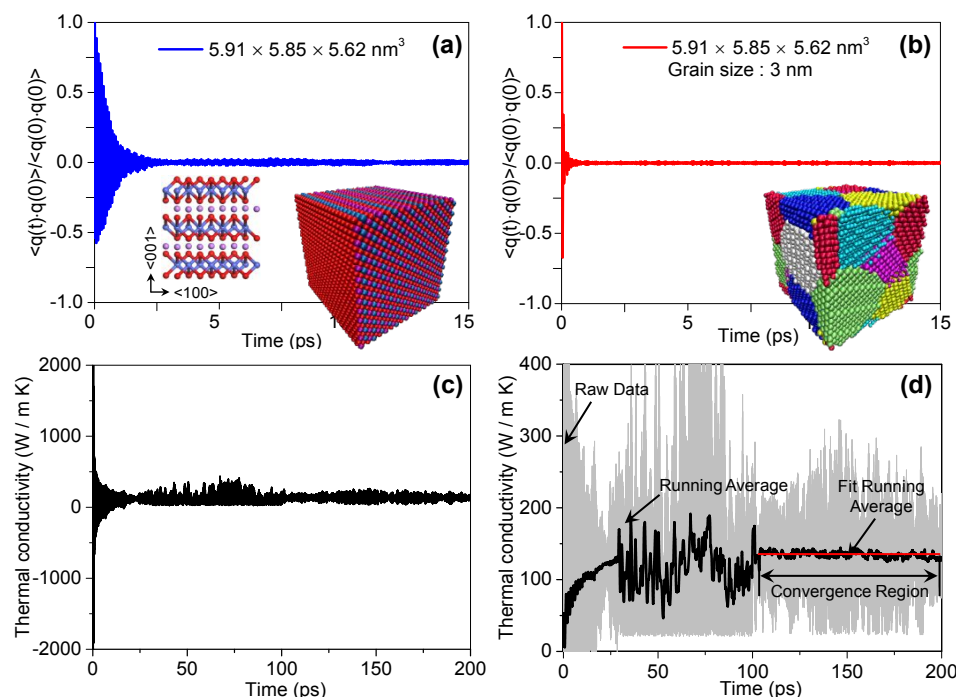 (a)
5.91 × 5.85 × 5.62 nm³
<q(t)·q(0)>/<q(0)·q(0)>
1.0
0.5
0.0
-0.5
-1.0
<001>
<100>
0
5
10
15
Time (ps)
(b)
5.91 × 5.85 × 5.62 nm³
Grain size : 3 nm
<q(t)·q(0)>/<q(0)·q(0)>
1.0
0.5
0.0
-0.5
-1.0
0
5
15
Time (ps)
(c)
Thermal conductivity (W / m K)
2000
1000
0
-1000
-2000
0
50
100
150
200
Time (ps)
(d)
Thermal conductivity (W / m K)
400
300
200
100
0
Raw Data
Running Average
Fit Running
Average
Convergence Region
0
50
100
150
200
Time (ps)